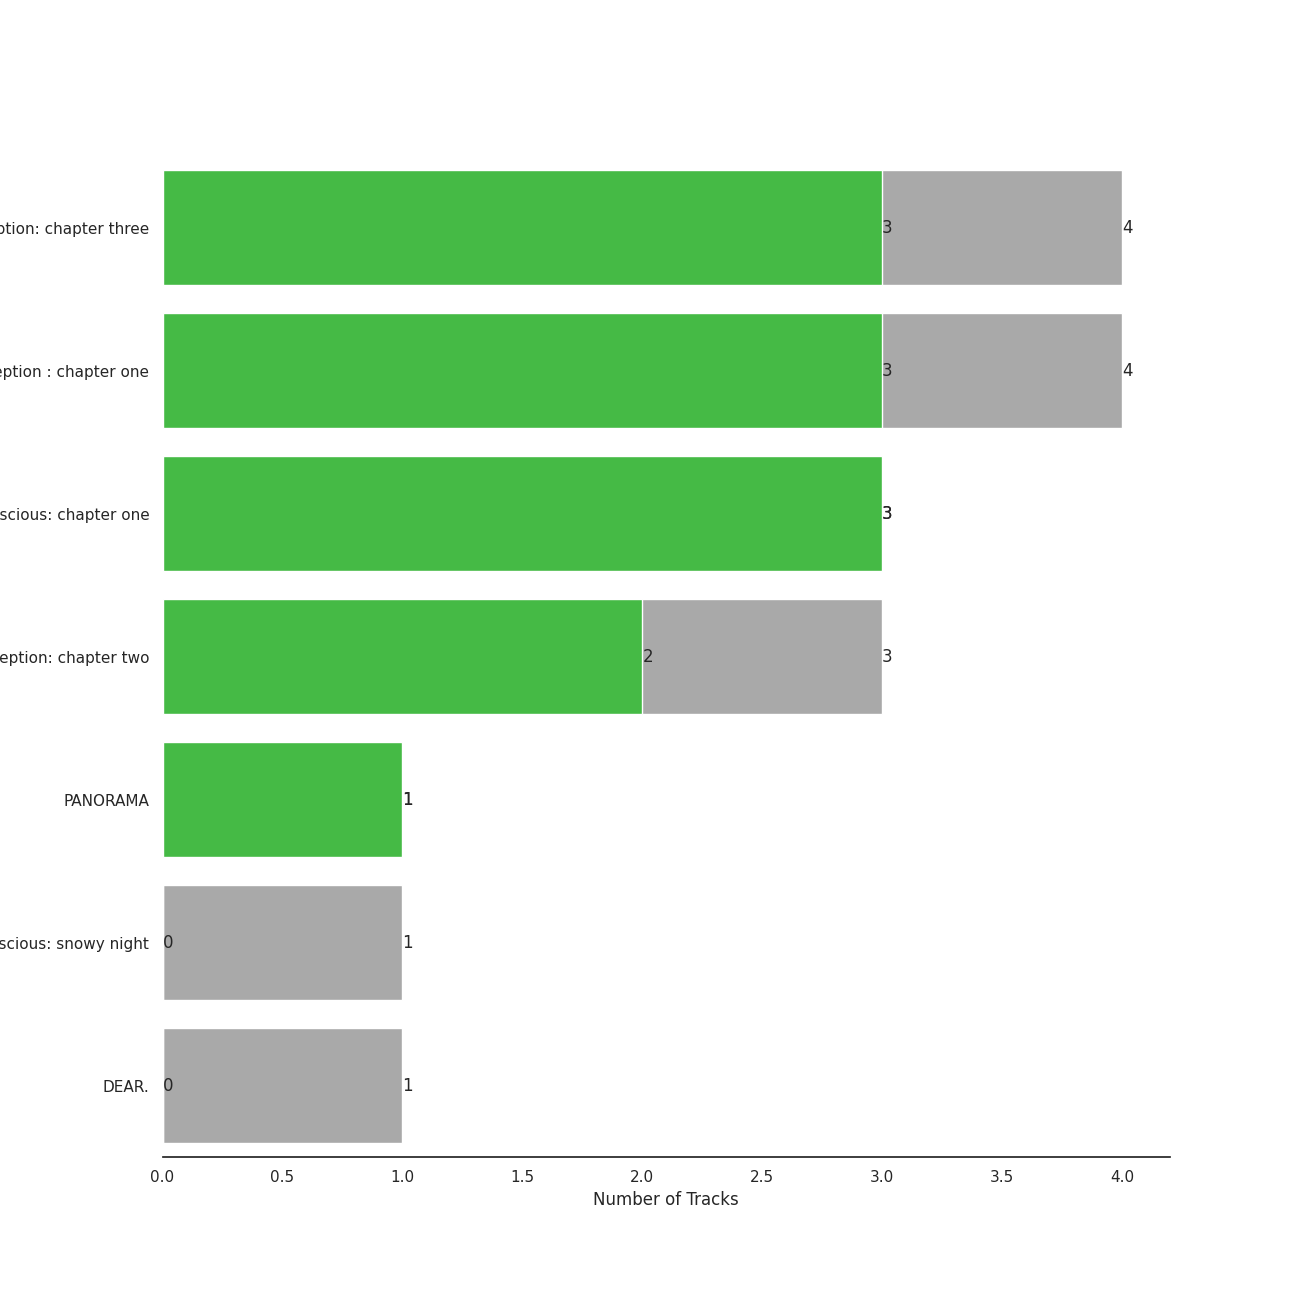 ption: chapter three
3
4
eption : chapter one
3
4
scious: chapter one
3
eption: chapter two
2
3
PANORAMA
1
scious: snowy night
0
1
DEAR.
0
1
0.0 0.5 1.0 1.5 2.0 2.5 3.0 3.5 4.0
Number of Tracks